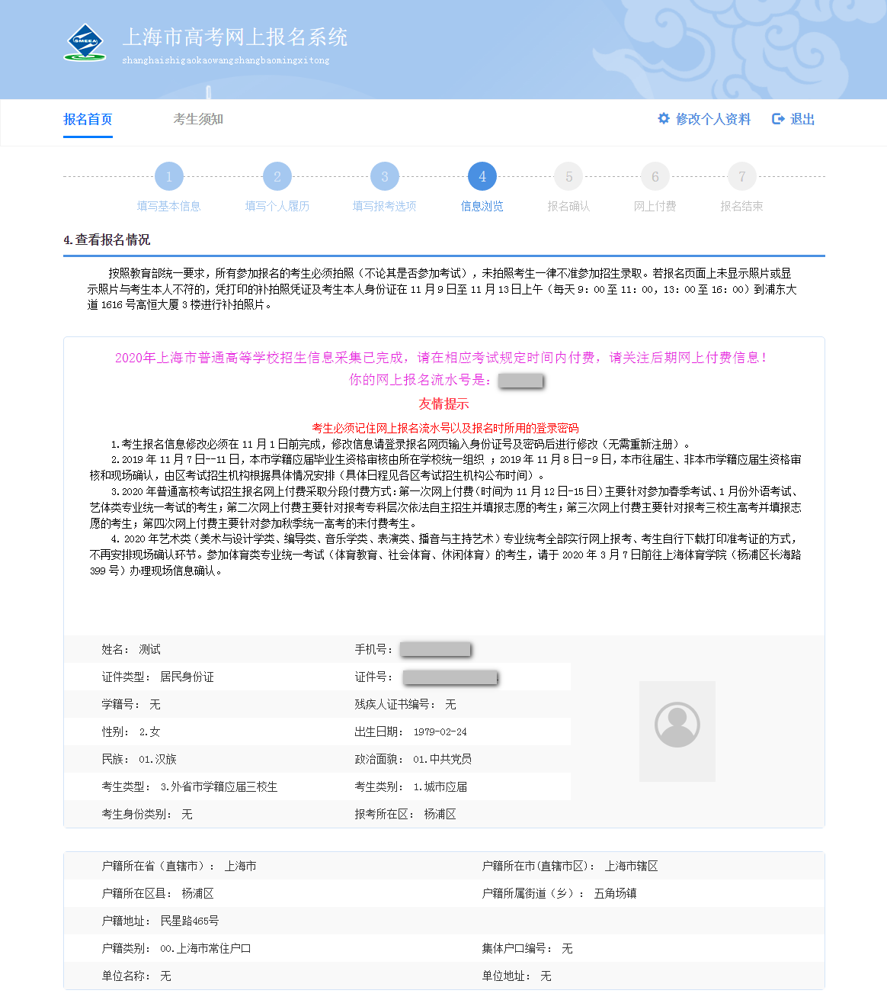 SMEEA
上海市高考网上报名系统
shanghaishigaokaowangshangbaomingxitong
报名首页 考生须知 修改个人资料 退出
1 2 3 4 5 6 7
填写基本信息 填写个人履历 填写报考选项 信息浏览 报名确认 网上付费 报名结束
4.查看报名情况
按照教育部统一要求，所有参加报名的考生必须拍照（不论其是否参加考试），未拍照考生一律不准参加招生录取。若报名页面上未显示照片或显
示照片与考生本人不符的，凭打印的补拍照凭证及考生本人身份证在 11 月 9 日至 11 月 13 日上午（每天 9：00 至 11：00，13：00 至 16：00）到浦东大
道 1616 号高恒大厦 3 楼进行补拍照片。
2020年上海市普通高等学校招生信息采集已完成，请在相应考试规定时间内付费，请关注后期网上付费信息！
你的网上报名流水号是：
友情提示
考生必须记住网上报名流水号以及报名时所用的登录密码
1.考生报名信息修改必须在 11 月 1 日前完成，修改信息请登录报名网页输入身份证号及密码后进行修改（无需重新注册）。
2.2019 年 11 月 7 日--11 日，本市学籍应届毕业生资格审核由所在学校统一组织 ；2019 年 11 月 8 日－9 日，本市往届生、非本市学籍应届生资格审
核和现场确认，由区考试招生机构根据具体情况安排（具体日程见各区考试招生机构公布时间）。
3.2020 年普通高校考试招生报名网上付费采取分段付费方式：第一次网上付费（时间为 11 月 12 日-15 日）主要针对参加春季考试、1 月份外语考试、
艺体类专业统一考试的考生；第二次网上付费主要针对报考专科层次依法自主招生并填报志愿的考生；第三次网上付费主要针对报考三校生高考并填报志
愿的考生；第四次网上付费主要针对参加秋季统一高考的未付费考生。
4. 2020 年艺术类（美术与设计学类、编导类、音乐学类、表演类、播音与主持艺术）专业统考全部实行网上报考、考生自行下载打印准考证的方式，
不再安排现场确认环节。参加体育类专业统一考试（体育教育、社会体育、休闲体育）的考生，请于 2020 年 3 月 7 日前往上海体育学院（杨浦区长海路
399 号）办理现场信息确认。
姓名： 测试 手机号：
证件类型： 居民身份证 证件号：
学籍号： 无 残疾人证书编号： 无
性别： 2.女 出生日期： 1979-02-24
民族： 01.汉族 政治面貌： 01.中共党员
考生类型： 3.外省市学籍应届三校生 考生类别： 1.城市应届
考生身份类别： 无 报考所在区： 杨浦区
户籍所在省（直辖市）： 上海市 户籍所在市(直辖市区)： 上海市辖区
户籍所在区县： 杨浦区 户籍所属街道（乡）： 五角场镇
户籍地址： 民星路465号
户籍类别： 00.上海市常住户口 集体户口编号： 无
单位名称： 无 单位地址： 无